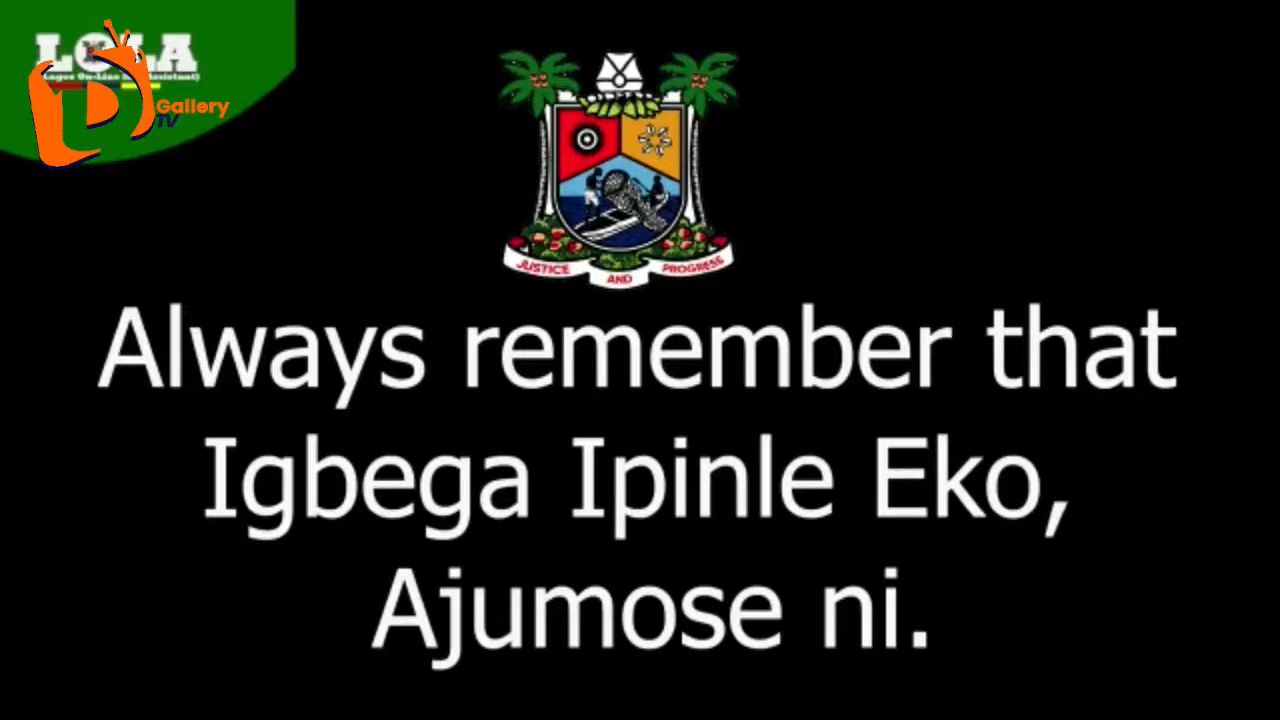 LOLA
Gallery
TV
JUSTICE AND PROGRESS
Always remember that
Igbega Ipinle Eko,
Ajumose ni.